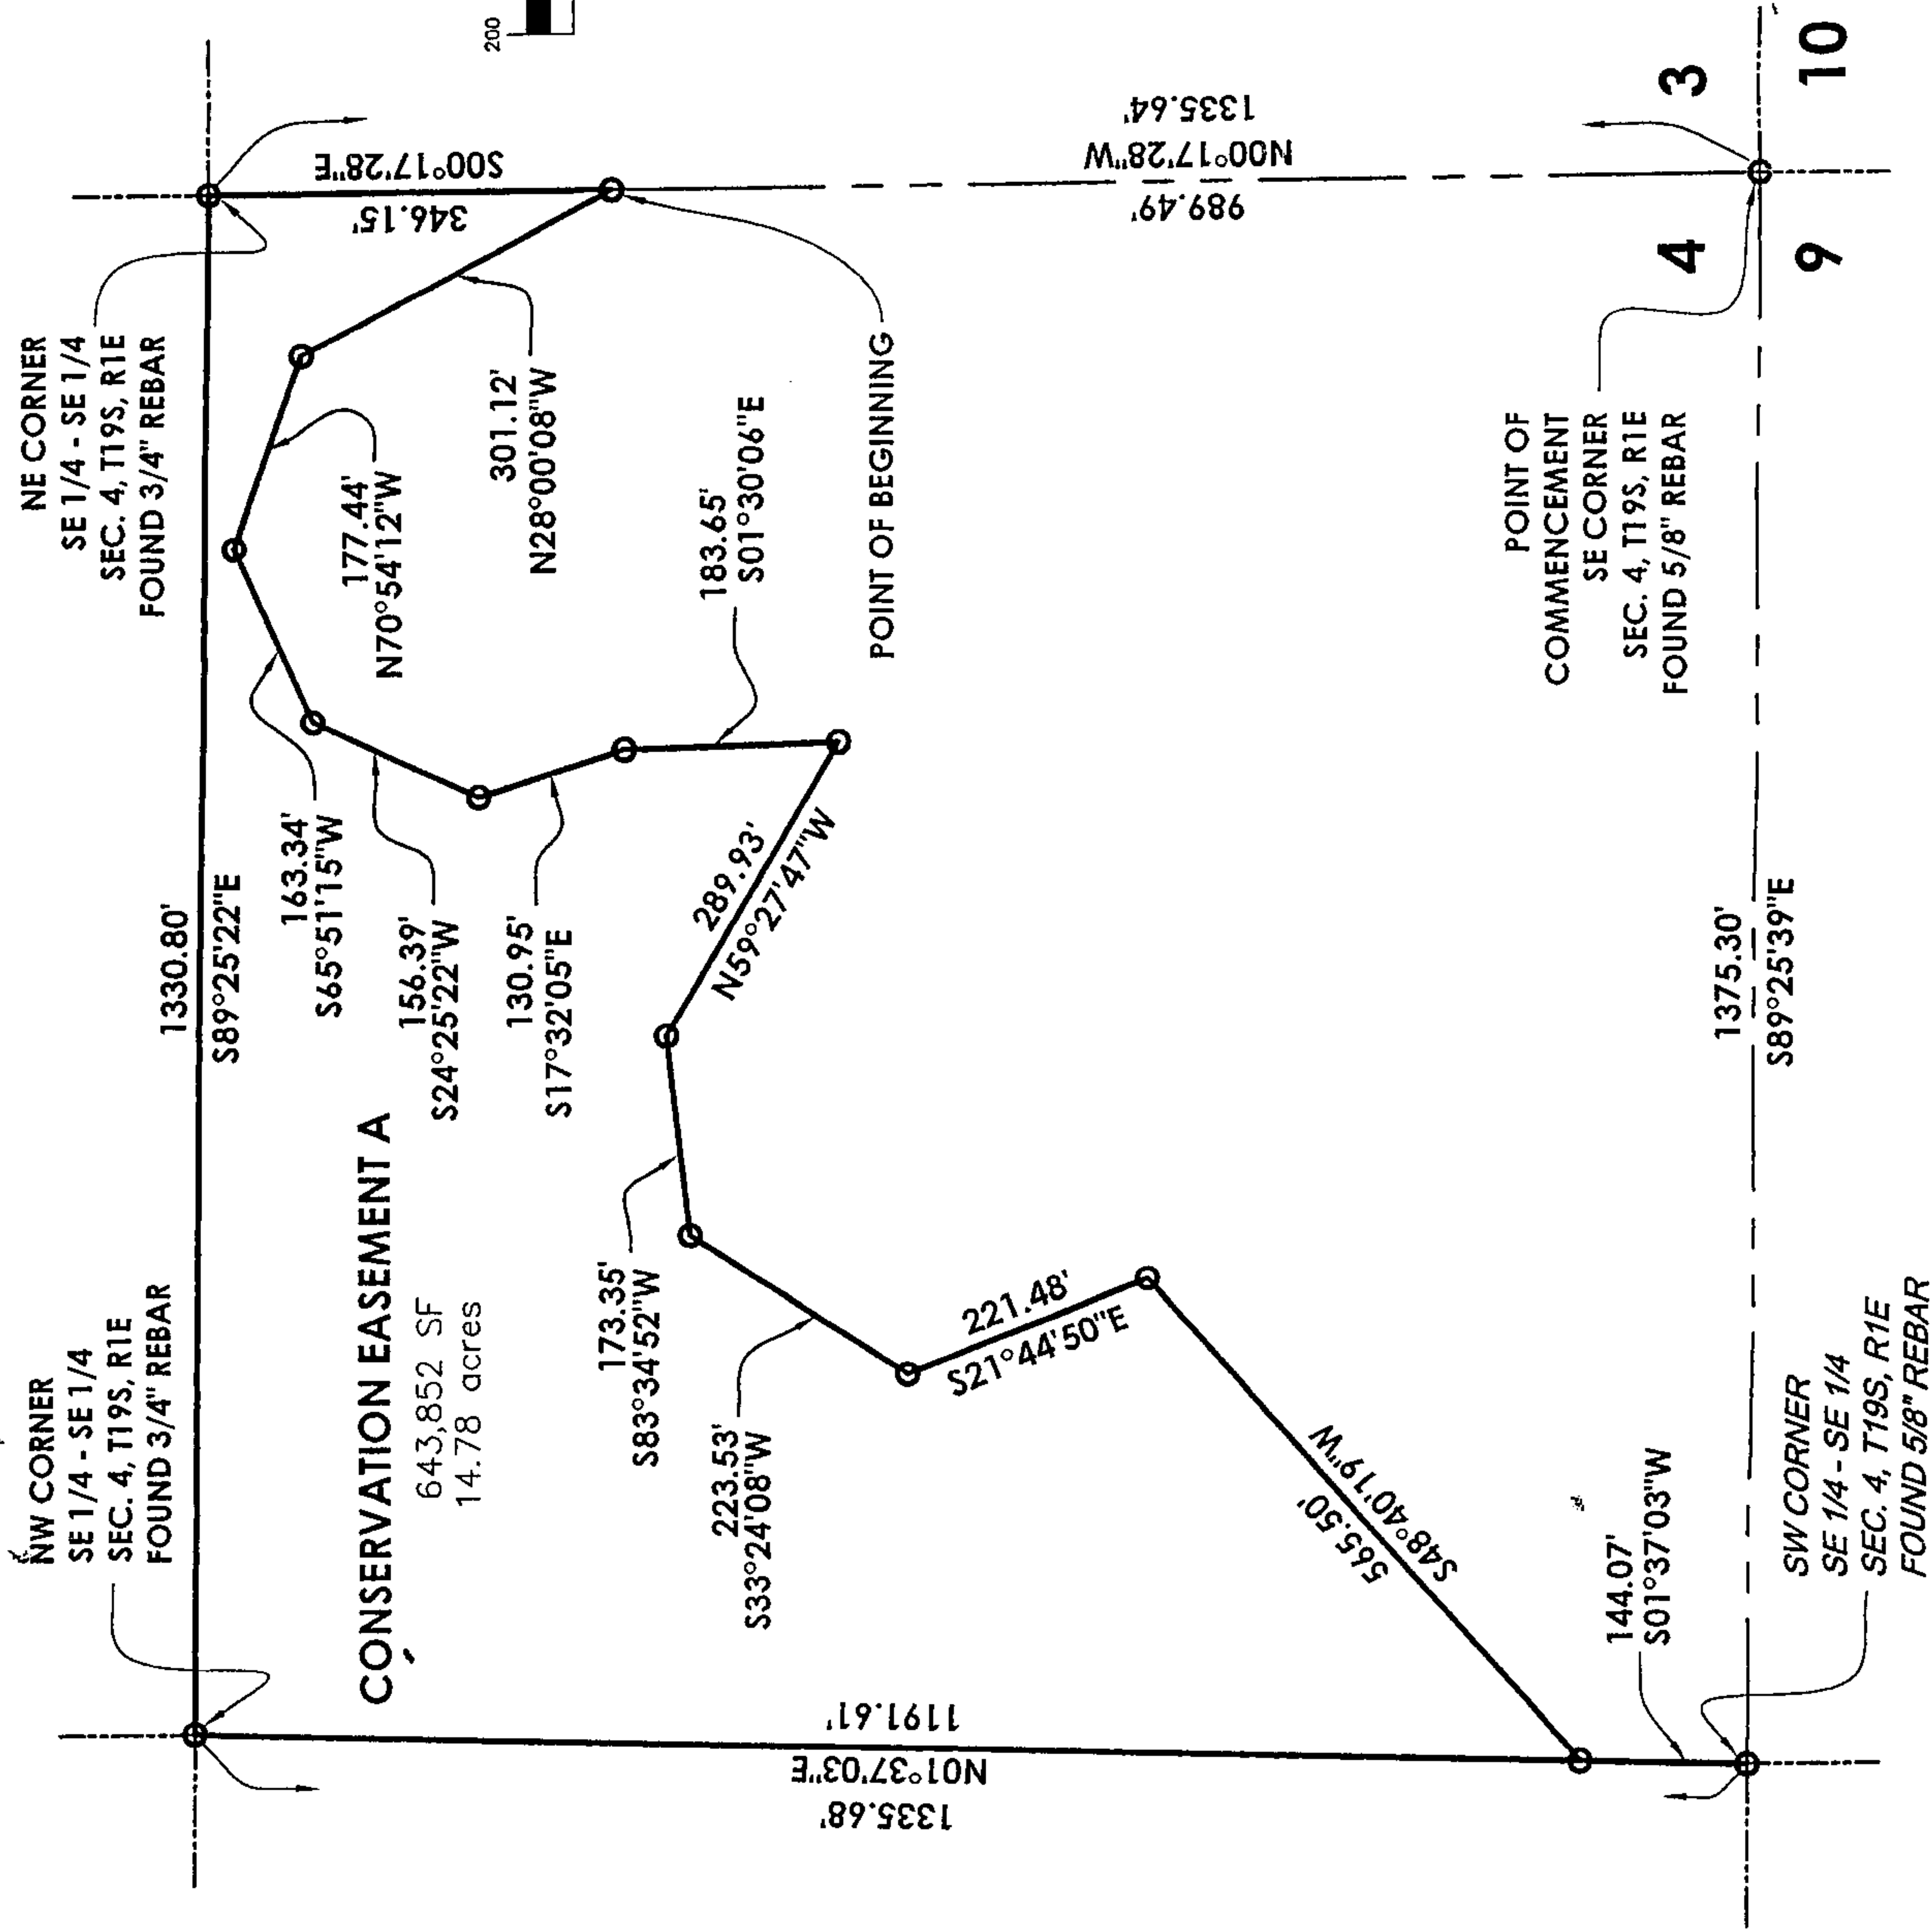 NW CORNER
SE 1/4 - SE 1/4
SEC. 4, T19S, R1E
FOUND 3/4" REBAR
NE CORNER
SE 1/4 - SE 1/4
SEC. 4, T19S, R1E
FOUND 3/4" REBAR
200
1330.80'
S89°25'22"E
346.15'
S00°17'28"E
CONSERVATION EASEMENT A
643,852 SF
14.78 acres
163.34'
S65°51'15"W
156.39'
S24°25'22"W
130.95'
S17°32'05"E
177.44'
N70°54'12"W
301.12'
N28°00'08"W
183.65'
S01°30'06"E
POINT OF BEGINNING
289.93'
N59°27'47"W
173.35'
S83°34'52"W
223.53'
S33°24'08"W
221.48'
S21°44'50"E
565.50'
S48°40'19"W
1191.61'
N01°37'03"E
1335.68'
989.49'
N00°17'28"W
1335.64'
144.07'
S01°37'03"W
POINT OF
COMMENCEMENT
SE CORNER
SEC. 4, T19S, R1E
FOUND 5/8" REBAR
4
3
9
10
1375.30'
S89°25'39"E
SW CORNER
SE 1/4 - SE 1/4
SEC. 4, T19S, R1E
FOUND 5/8" REBAR